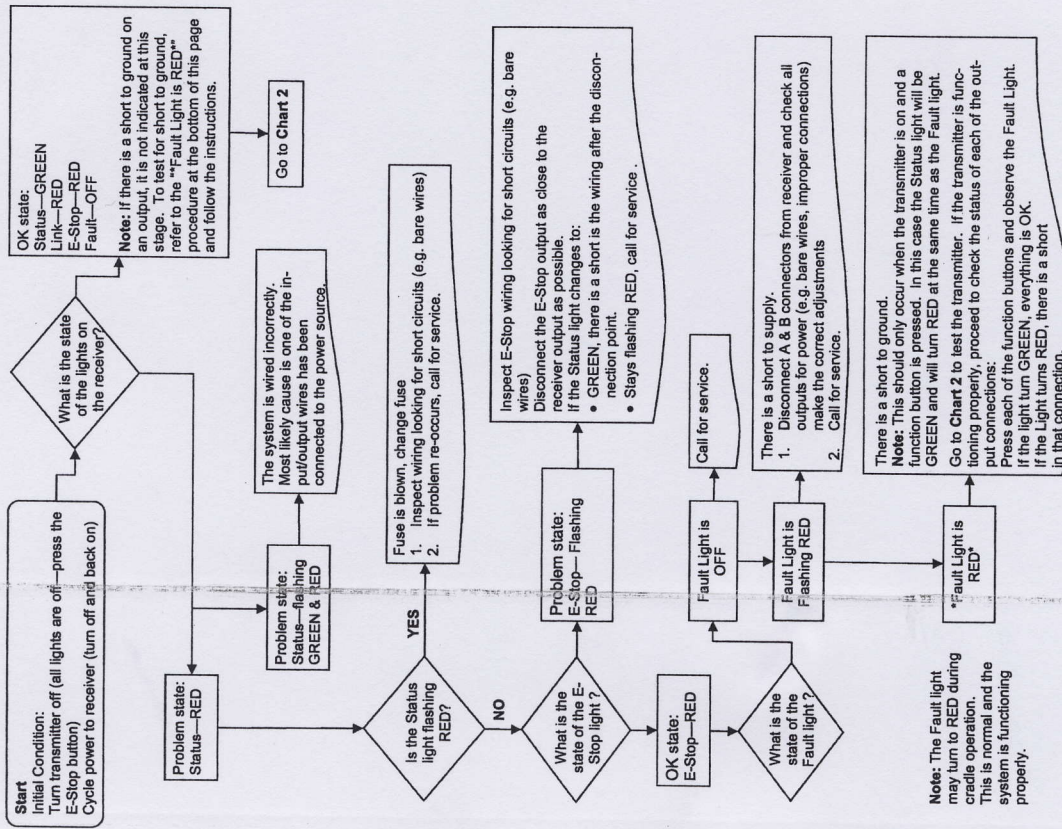 Start
Initial Condition:
Turn transmitter off (all lights are off—press the
E-Stop button)
Cycle power to receiver (turn off and back on)
What is the state
of the lights on
the receiver?
OK state:
Status—GREEN
Link—RED
E-Stop—RED
Fault—OFF
Note: If there is a short to ground on
an output, it is not indicated at this
stage. To test for short to ground,
refer to the "*Fault Light is RED*"
procedure at the bottom of this page
and follow the instructions.
Go to Chart 2
Problem state:
Status—RED
Problem state:
Status—flashing
GREEN & RED
The system is wired incorrectly.
Most likely cause is one of the in-
put/output wires has been
connected to the power source.
Is the Status
light flashing
RED?
YES
Fuse is blown, change fuse
1. Inspect wiring looking for short circuits (e.g. bare wires)
2. If problem re-occurs, call for service.
NO
What is the
state of the E-
Stop light ?
Problem state:
E-Stop— Flashing
RED
Inspect E-Stop wiring looking for short circuits (e.g. bare
wires)
Disconnect the E-Stop output as close to the
receiver output as possible.
If the Status light changes to:
• GREEN, there is a short is the wiring after the discon-
nection point.
• Stays flashing RED, call for service .
OK state:
E-Stop—RED
What is the
state of the
Fault light ?
Fault Light is
OFF
Call for service.
Fault Light is
Flashing RED
There is a short to supply.
1. Disconnect A & B connectors from receiver and check all
outputs for power (e.g. bare wires, improper connections)
make the correct adjustments
2. Call for service.
*Fault Light is
RED*
There is a short to ground.
Note: This should only occur when the transmitter is on and a
function button is pressed. In this case the Status light will be
GREEN and will turn RED at the same time as the Fault light.
Go to Chart 2 to test the transmitter. If the transmitter is func-
tioning properly, proceed to check the status of each of the out-
put connections:
Press each of the function buttons and observe the Fault Light.
If the light turn GREEN, everything is OK.
If the Light turns RED, there is a short
in that connection.
Note: The Fault light
may turn to RED during
cradle operation.
This is normal and the
system is functioning
properly.